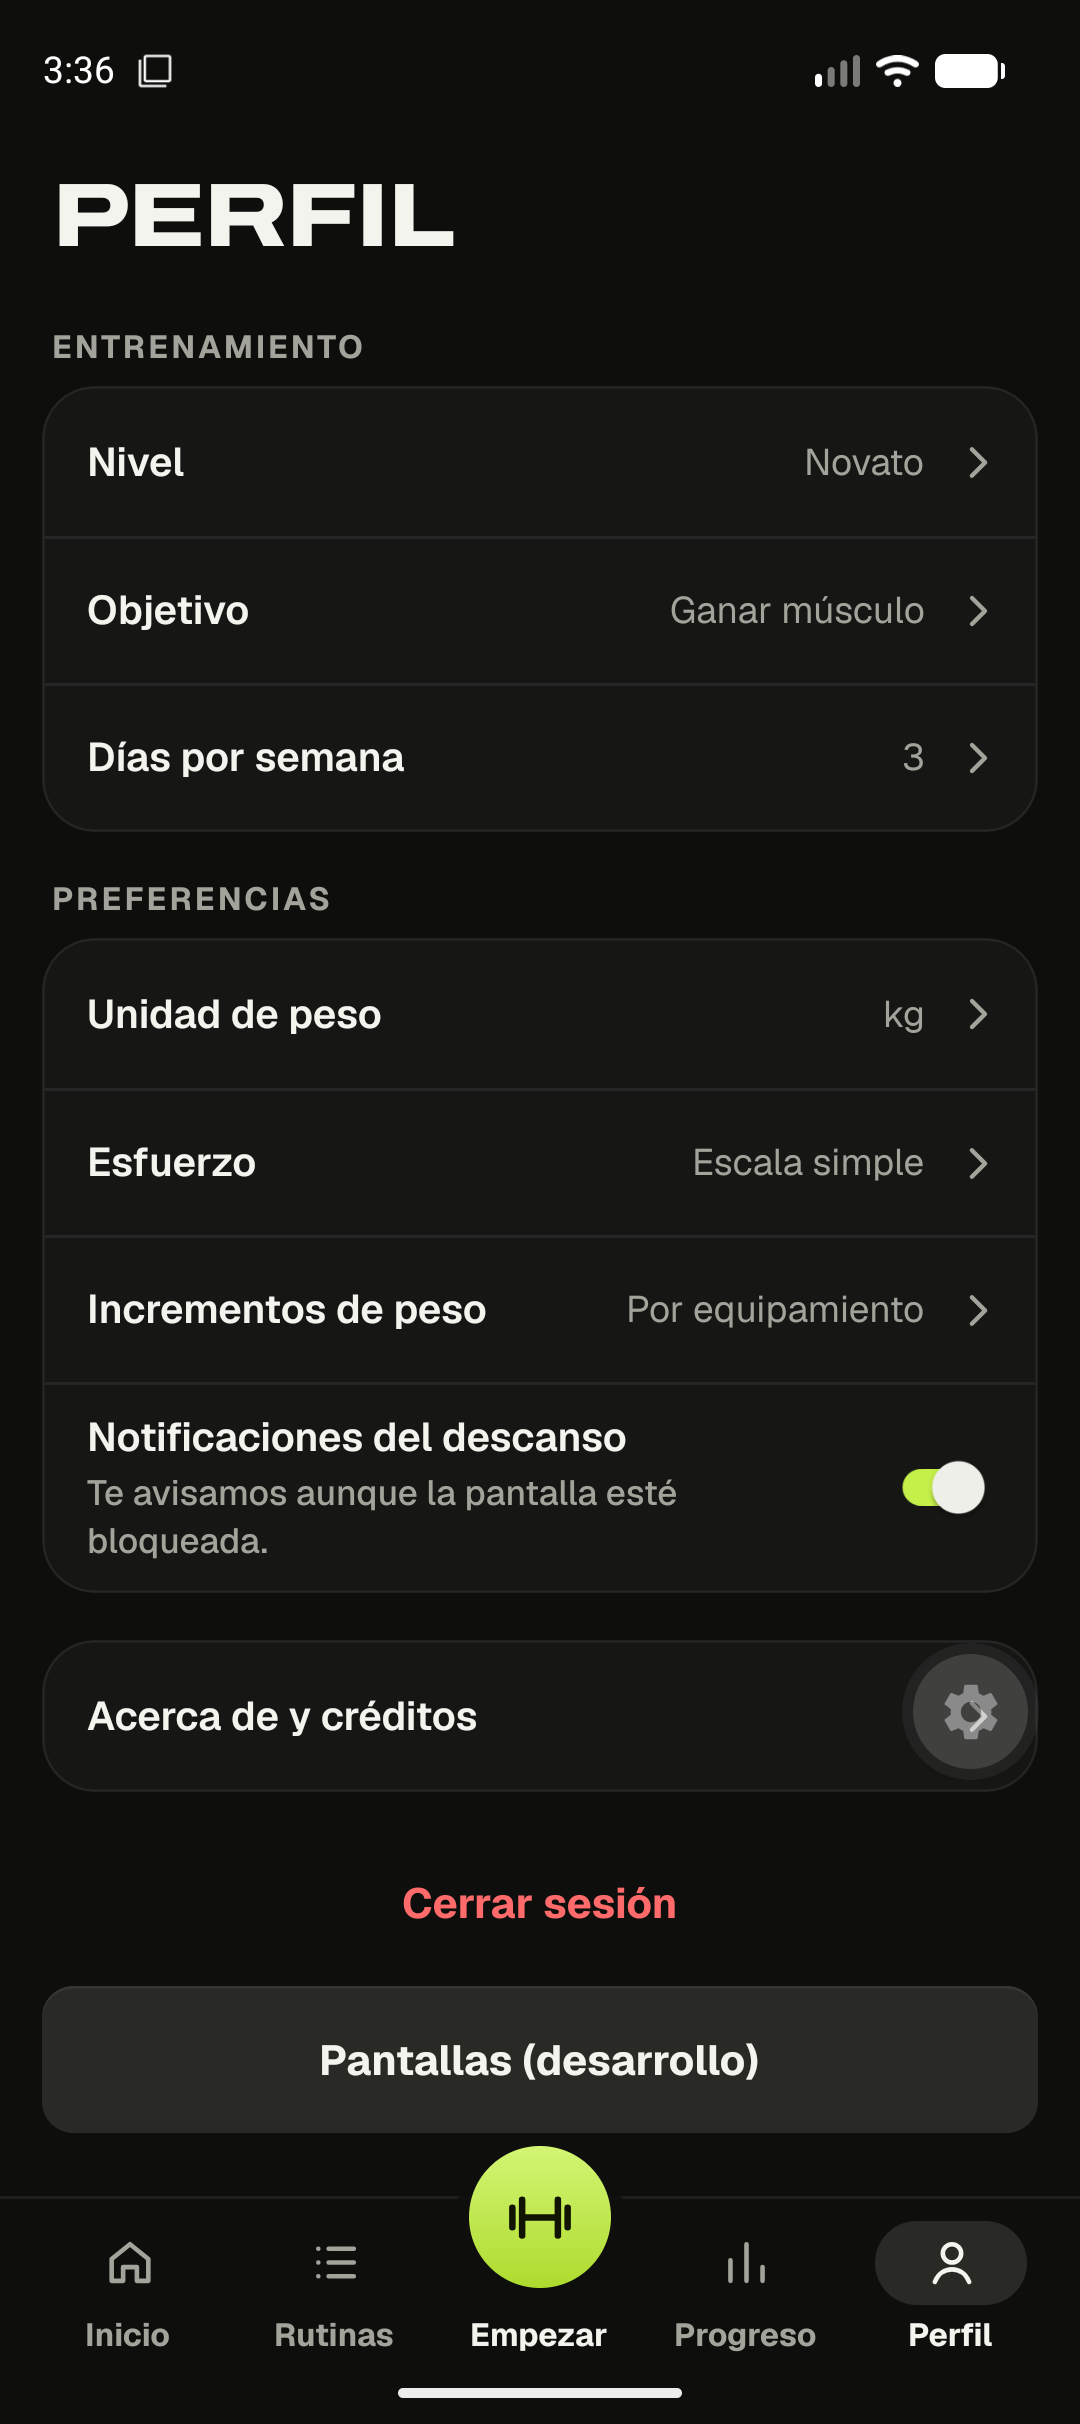 3:36
PERFIL
ENTRENAMIENTO
Nivel Novato
Objetivo Ganar músculo
Días por semana 3
PREFERENCIAS
Unidad de peso kg
Esfuerzo Escala simple
Incrementos de peso Por equipamiento
Notificaciones del descanso
Te avisamos aunque la pantalla esté
bloqueada.
Acerca de y créditos
Cerrar sesión
Pantallas (desarrollo)
Inicio Rutinas Empezar Progreso Perfil